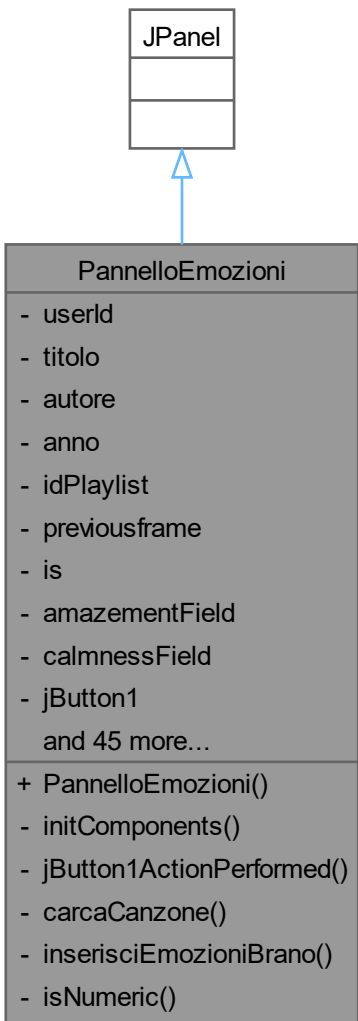 JPanel
PannelloEmozioni
- userId
- titolo
- autore
- anno
- idPlaylist
- previousframe
- is
- amazementField
- calmnessField
- jButton1
and 45 more...
+ PannelloEmozioni()
- initComponents()
- jButton1ActionPerformed()
- carcaCanzone()
- inserisciEmozioniBrano()
- isNumeric()